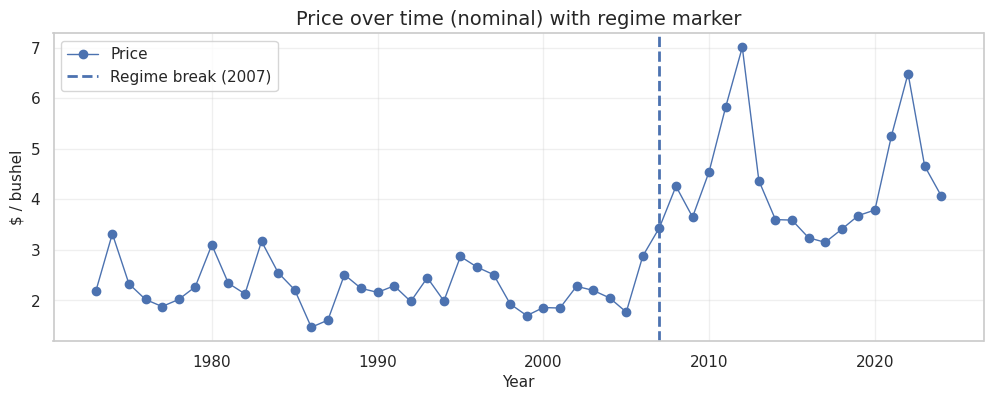 Price over time (nominal) with regime marker
Price
Regime break (2007)
7
6
5
4
3
2
$ / bushel
1980
1990
2000
2010
2020
Year